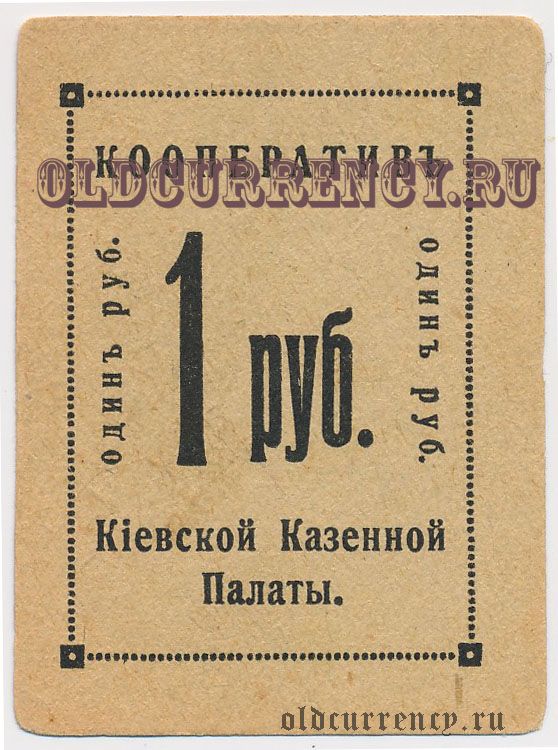 КООПЕРАТИВЪ
OLDCURRENCY.RU
одинъ руб.
1 руб.
одинъ руб.
Кіевской Казенной
Палаты.
oldcurrency.ru